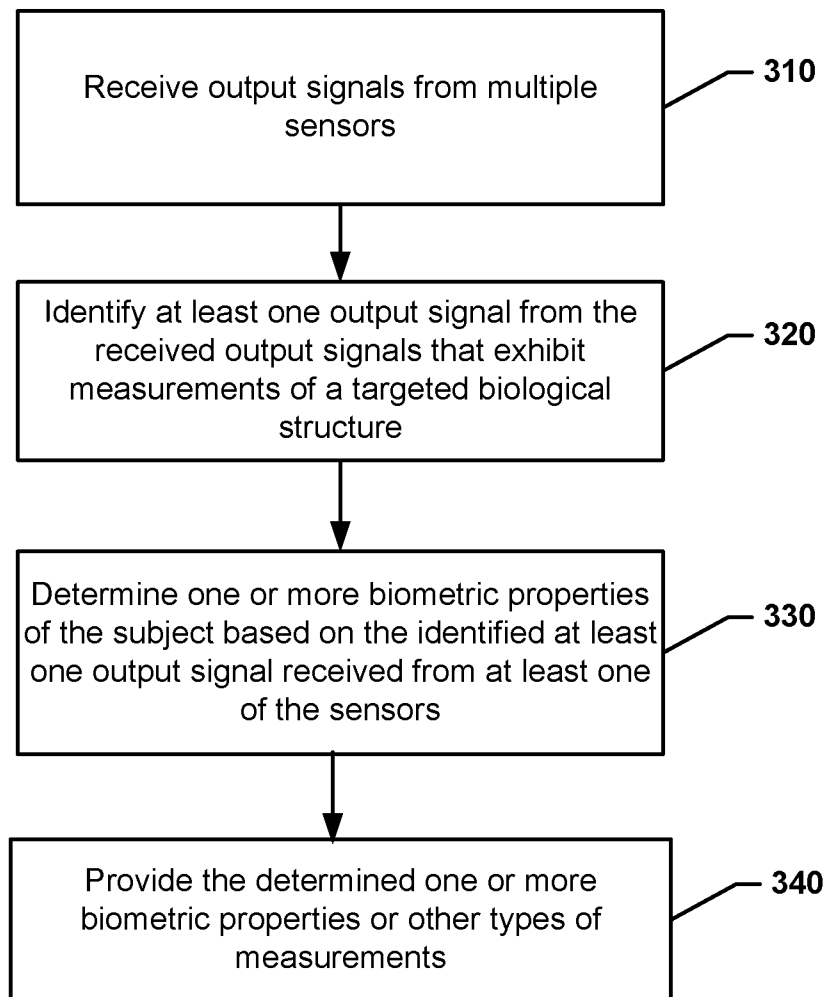 Receive output signals from multiple
sensors
310
Identify at least one output signal from the
received output signals that exhibit
measurements of a targeted biological
structure
320
Determine one or more biometric properties
of the subject based on the identified at least
one output signal received from at least one
of the sensors
330
Provide the determined one or more
biometric properties or other types of
measurements
340